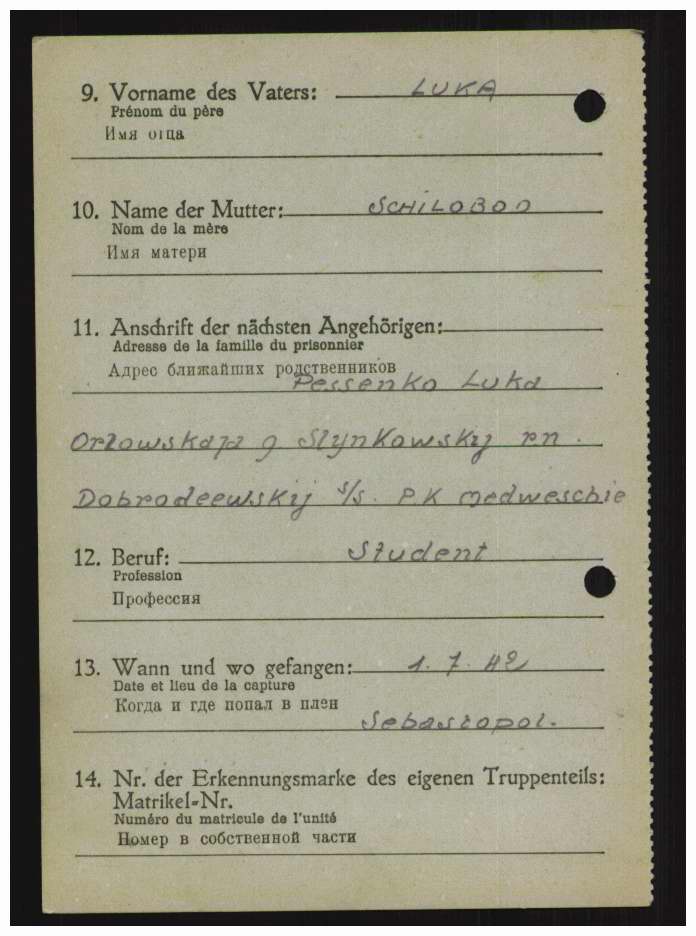 9. Vorname des Vaters: LUKA
Prénom du père
Имя отца
10. Name der Mutter: SCHILOBOD
Nom de la mère
Имя матери
11. Anschrift der nächsten Angehörigen:
Adresse de la famille du prisonnier
Адрес ближайших родственников
Pessenko Luka
Orlowskaja g Slynkowskij rn.
Dobrodeewskij s/s. P.K Medweschie
12. Beruf: Student
Profession
Профессия
13. Wann und wo gefangen: 1. 7. 42
Date et lieu de la capture
Когда и где попал в плен
Sebastopol.
14. Nr. der Erkennungsmarke des eigenen Truppenteils:
Matrikel-Nr.
Numéro du matricule de l'unité
Номер в собственной части